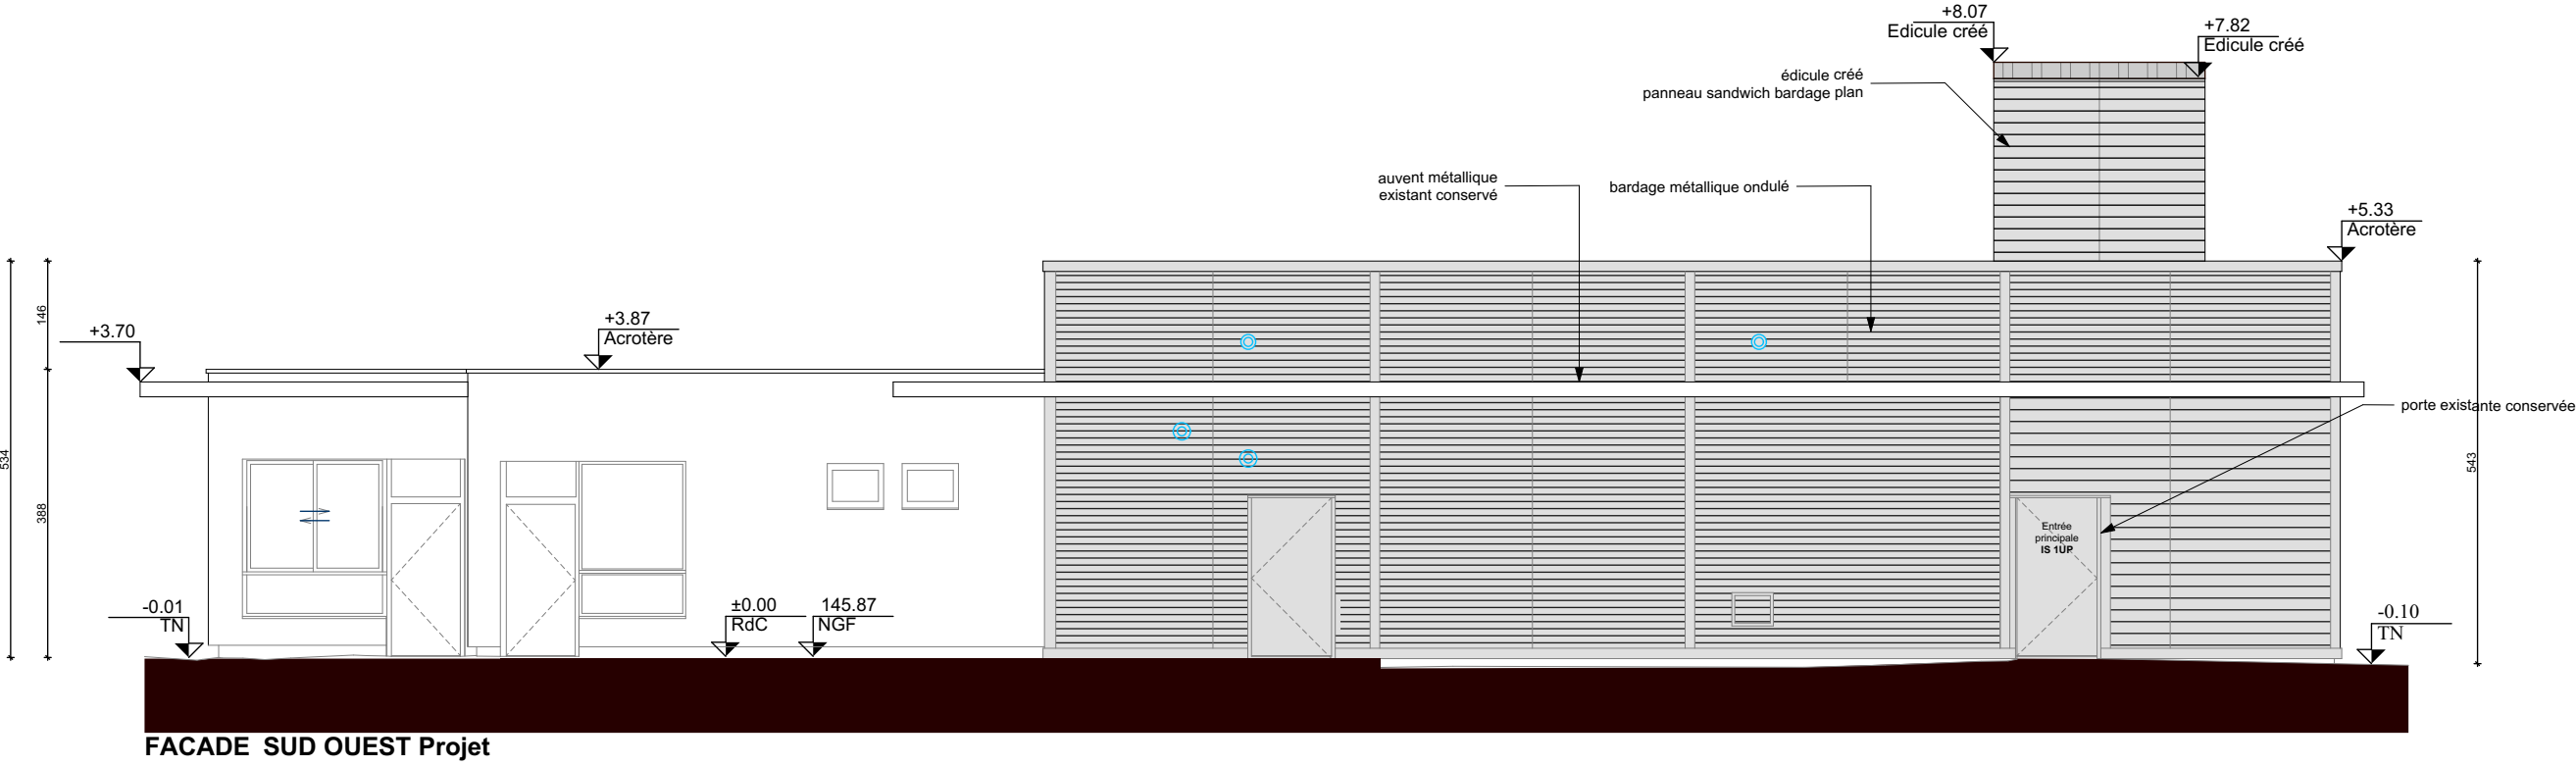 +8.07
Edicule créé
+7.82
Edicule créé
édicule créé
panneau sandwich bardage plan
auvent métallique
existant conservé
bardage métallique ondulé
+5.33
Acrotère
146
+3.70
+3.87
Acrotère
porte existante conservée
534
543
388
Entrée
principale
IS 1UP
-0.01
TN
±0.00
RdC
145.87
NGF
-0.10
TN
FACADE SUD OUEST Projet